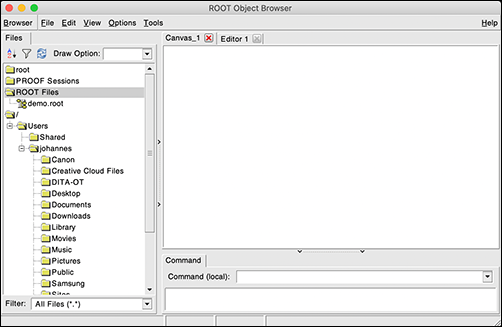 ROOT Object Browser
Browser File Edit View Options Tools Help
Files
Draw Option:
Canvas_1 Editor 1
root
PROOF Sessions
ROOT Files
demo.root
/
Users
Shared
johannes
Canon
Creative Cloud Files
DITA-OT
Desktop
Documents
Downloads
Library
Movies
Music
Pictures
Public
Samsung
Sites
Filter: All Files (*.*)
Command
Command (local):